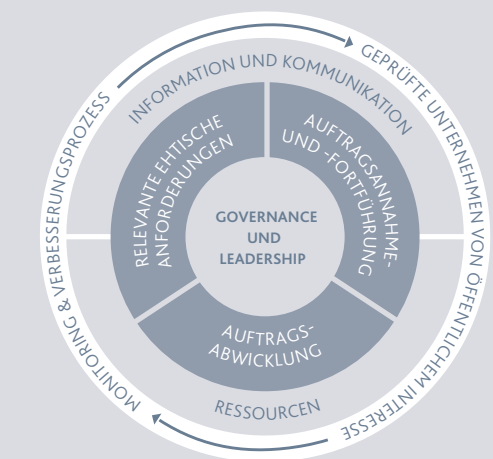 MONITORING & VERBESSERUNGSPROZESS
GEPRÜFTE UNTERNEHMEN VON ÖFFENTLICHEM INTERESSE
INFORMATION UND KOMMUNIKATION
RELEVANTE EHTISCHE
ANFORDERUNGEN
AUFTRAGSANNAHME-
UND -FORTFÜHRUNG
GOVERNANCE
UND
LEADERSHIP
AUFTRAGS-
ABWICKLUNG
RESSOURCEN